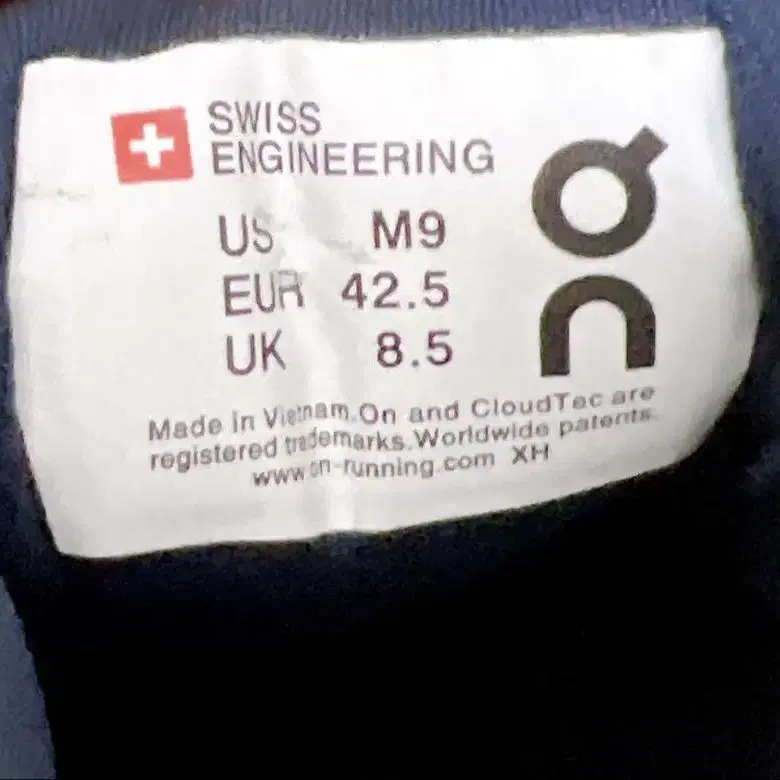 SWISS
ENGINEERING
US M9
EUR 42.5
UK 8.5
On
Made in Vietnam.On and CloudTec are
registered trademarks.Worldwide patents.
www.on-running.com XH